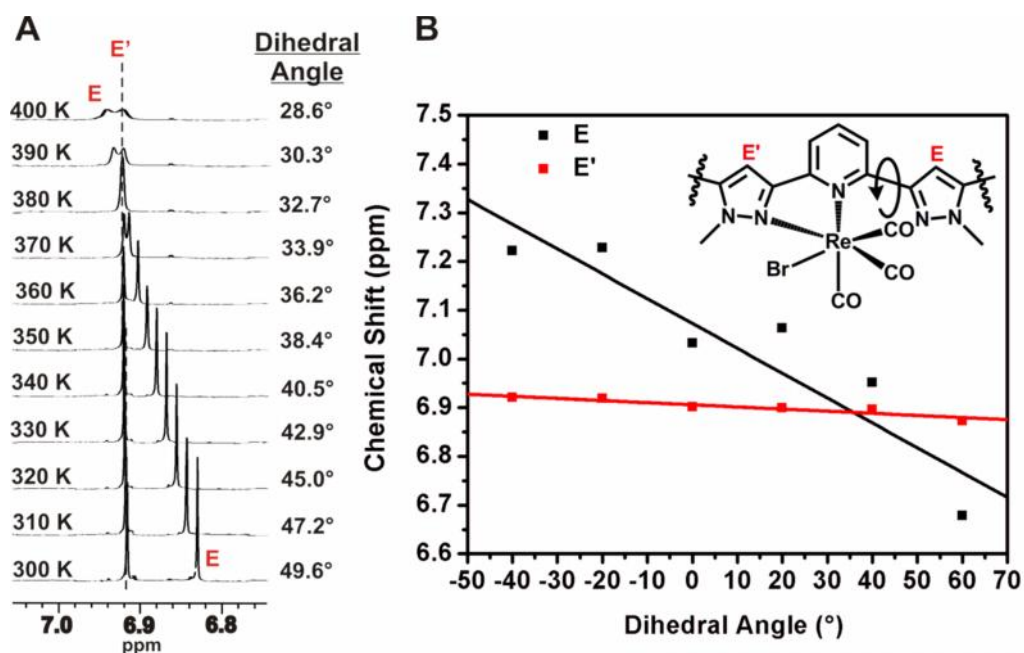 A
B
E'
E
Dihedral
Angle
400 K 28.6°
390 K 30.3°
380 K 32.7°
370 K 33.9°
360 K 36.2°
350 K 38.4°
340 K 40.5°
330 K 42.9°
320 K 45.0°
310 K 47.2°
E
300 K 49.6°
7.0 6.9 6.8
ppm
Chemical Shift (ppm)
7.5
7.4
7.3
7.2
7.1
7.0
6.9
6.8
6.7
6.6
E
E'
E' E
N N N N N
Re CO
Br CO
CO
-50 -40 -30 -20 -10 0 10 20 30 40 50 60 70
Dihedral Angle (°)